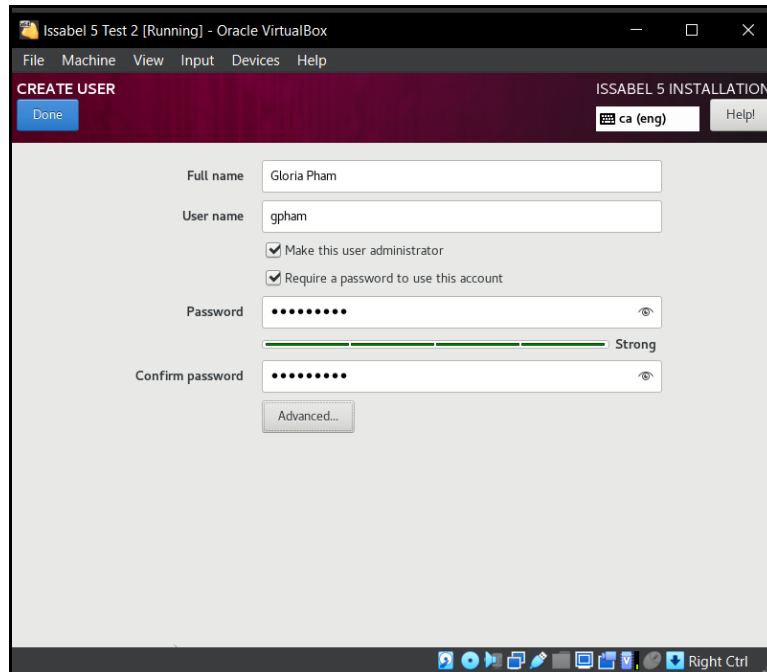 Issabel 5 Test 2 [Running] - Oracle VirtualBox
File Machine View Input Devices Help
CREATE USER
ISSABEL 5 INSTALLATION
Done
ca (eng)
Help!
Full name
Gloria Pham
User name
gpham
Make this user administrator
Require a password to use this account
Password
•••••••••
Strong
Confirm password
•••••••••
Advanced...
Right Ctrl